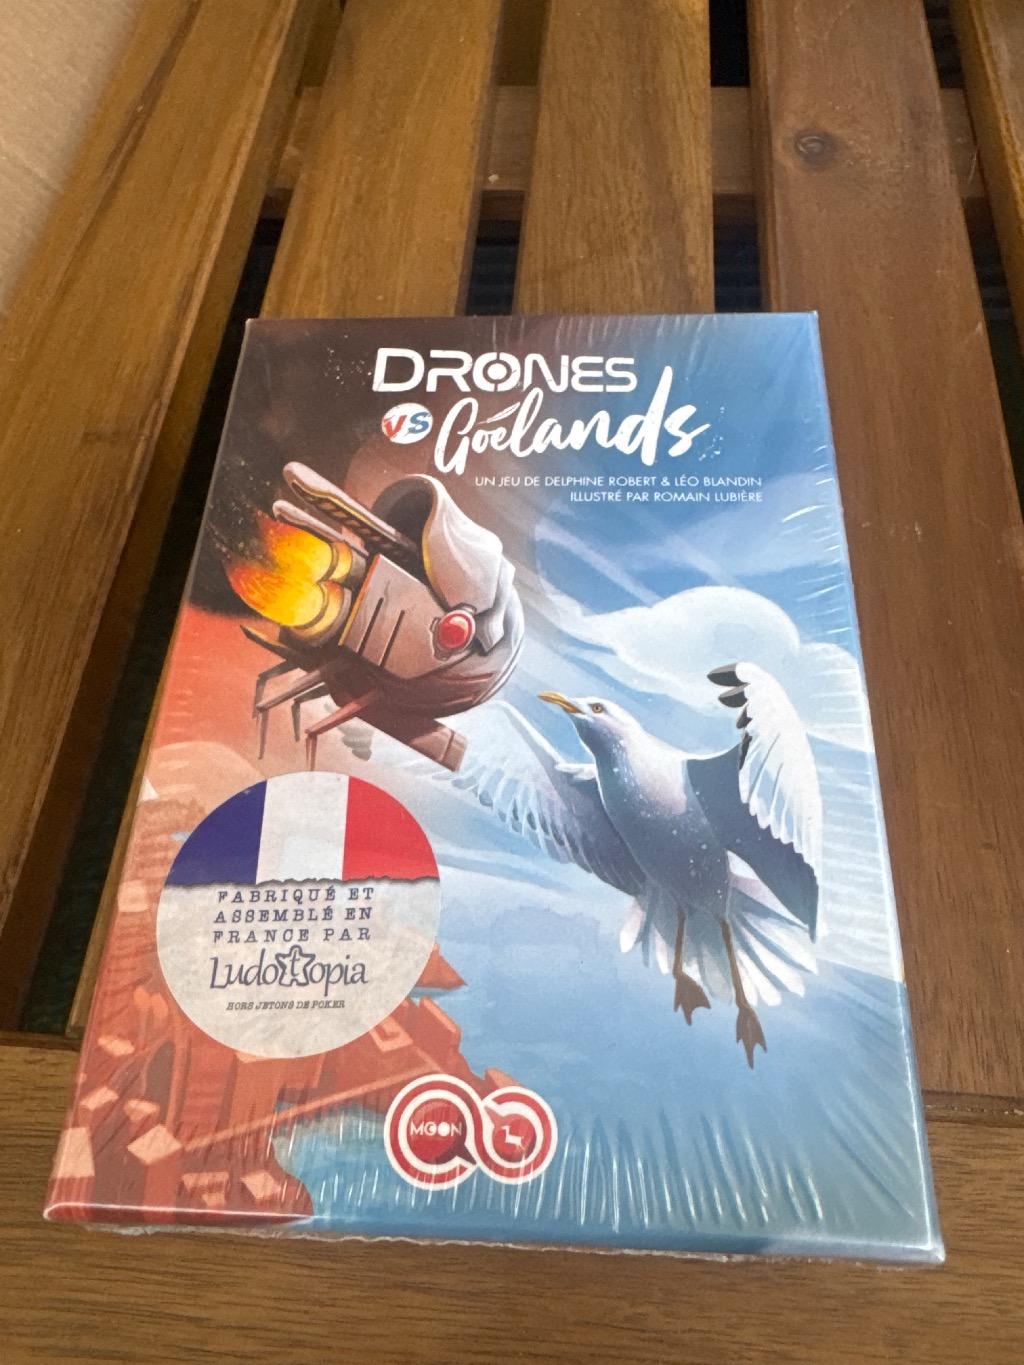 DRONES
VS Goélands
UN JEU DE DELPHINE ROBERT & LÉO BLANDIN
ILLUSTRÉ PAR ROMAIN LUBIÈRE
FABRIQUÉ ET
ASSEMBLÉ EN
FRANCE PAR
Ludottopia
HORS JETONS DE POKER
MOON